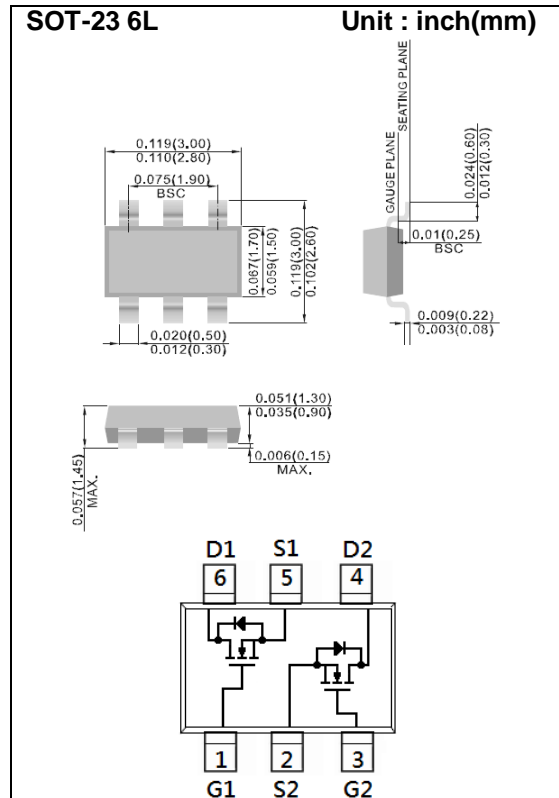 SOT-23 6L Unit : inch(mm)
SEATING PLANE
GAUGE PLANE
0.119(3.00)
0.110(2.80)
0.075(1.90)
BSC
0.024(0.60)
0.012(0.30)
0.067(1.70)
0.059(1.50)
0.119(3.00)
0.102(2.60)
0.01(0.25)
BSC
0.009(0.22)
0.003(0.08)
0.020(0.50)
0.012(0.30)
0.051(1.30)
0.035(0.90)
0.006(0.15)
MAX.
0.057(1.45)
MAX.
D1 S1 D2
6 5 4
1 2 3
G1 S2 G2